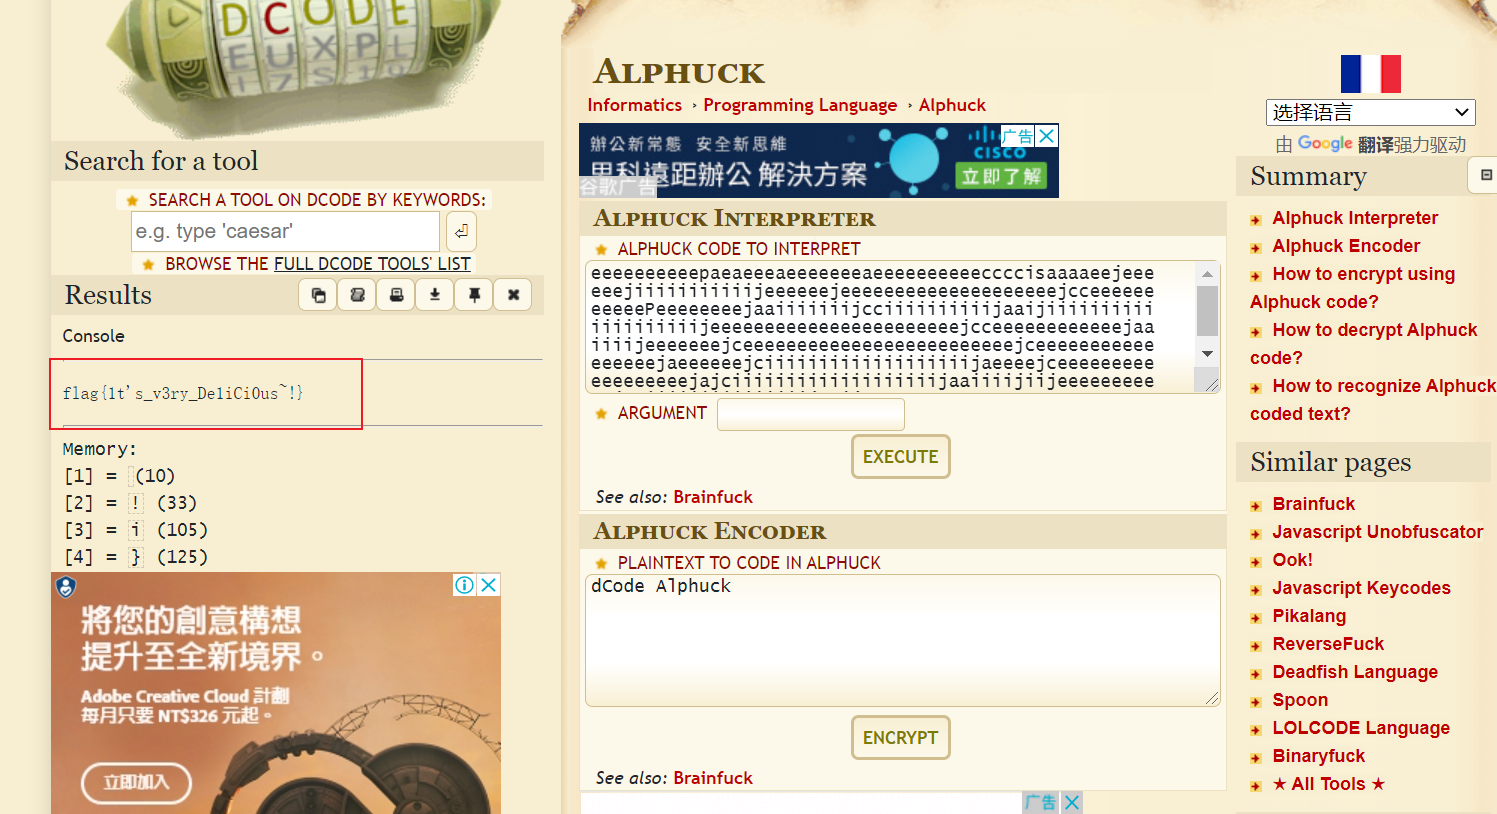 DCODE
EUXPL
I7S19
Search for a tool
SEARCH A TOOL ON DCODE BY KEYWORDS:
e.g. type 'caesar'
BROWSE THE FULL DCODE TOOLS' LIST
Results
Console
flag{1t's_v3ry_De1iCi0us~!}
Memory:
[1] = (10)
[2] = ! (33)
[3] = i (105)
[4] = } (125)
將您的創意構想
提升至全新境界。
Adobe Creative Cloud 計劃
每月只要 NT$326 元起。
立即加入
ALPHUCK
Informatics › Programming Language › Alphuck
辦公新常態 安全新思維
思科遠距辦公 解決方案
谷歌广告
广告
CISCO
立即了解
ALPHUCK INTERPRETER
ALPHUCK CODE TO INTERPRET
eeeeeeeeeepaeaeeeaeeeeeeeaeeeeeeeeeeccccisaaaaeejeee
eeejiiiiiiiiiiijeeeeeejeeeeeeeeeeeeeeeeeeeejcceeeeee
eeeeePeeeeeeeejaaiiiiiiijcciiiiiiiiiijaaijiiiiiiiiii
iiiiiiiiiijeeeeeeeeeeeeeeeeeeeeeeejcceeeeeeeeeeeejaa
iiiijeeeeeeejceeeeeeeeeeeeeeeeeeeeeeeejceeeeeeeeeeee
eeeeeejaeeeeeejciiiiiiiiiiiiiiiiiiijaeeeejceeeeeeeee
eeeeeeeeejajciiiiiiiiiiiiiiiiiiijaaiiiijiijeeeeeeeee
ARGUMENT
EXECUTE
See also: Brainfuck
ALPHUCK ENCODER
PLAINTEXT TO CODE IN ALPHUCK
dCode Alphuck
ENCRYPT
See also: Brainfuck
广告
选择语言
由 Google 翻译强力驱动
Summary
Alphuck Interpreter
Alphuck Encoder
How to encrypt using
Alphuck code?
How to decrypt Alphuck
code?
How to recognize Alphuck
coded text?
Similar pages
Brainfuck
Javascript Unobfuscator
Ook!
Javascript Keycodes
Pikalang
ReverseFuck
Deadfish Language
Spoon
LOLCODE Language
Binaryfuck
★ All Tools ★